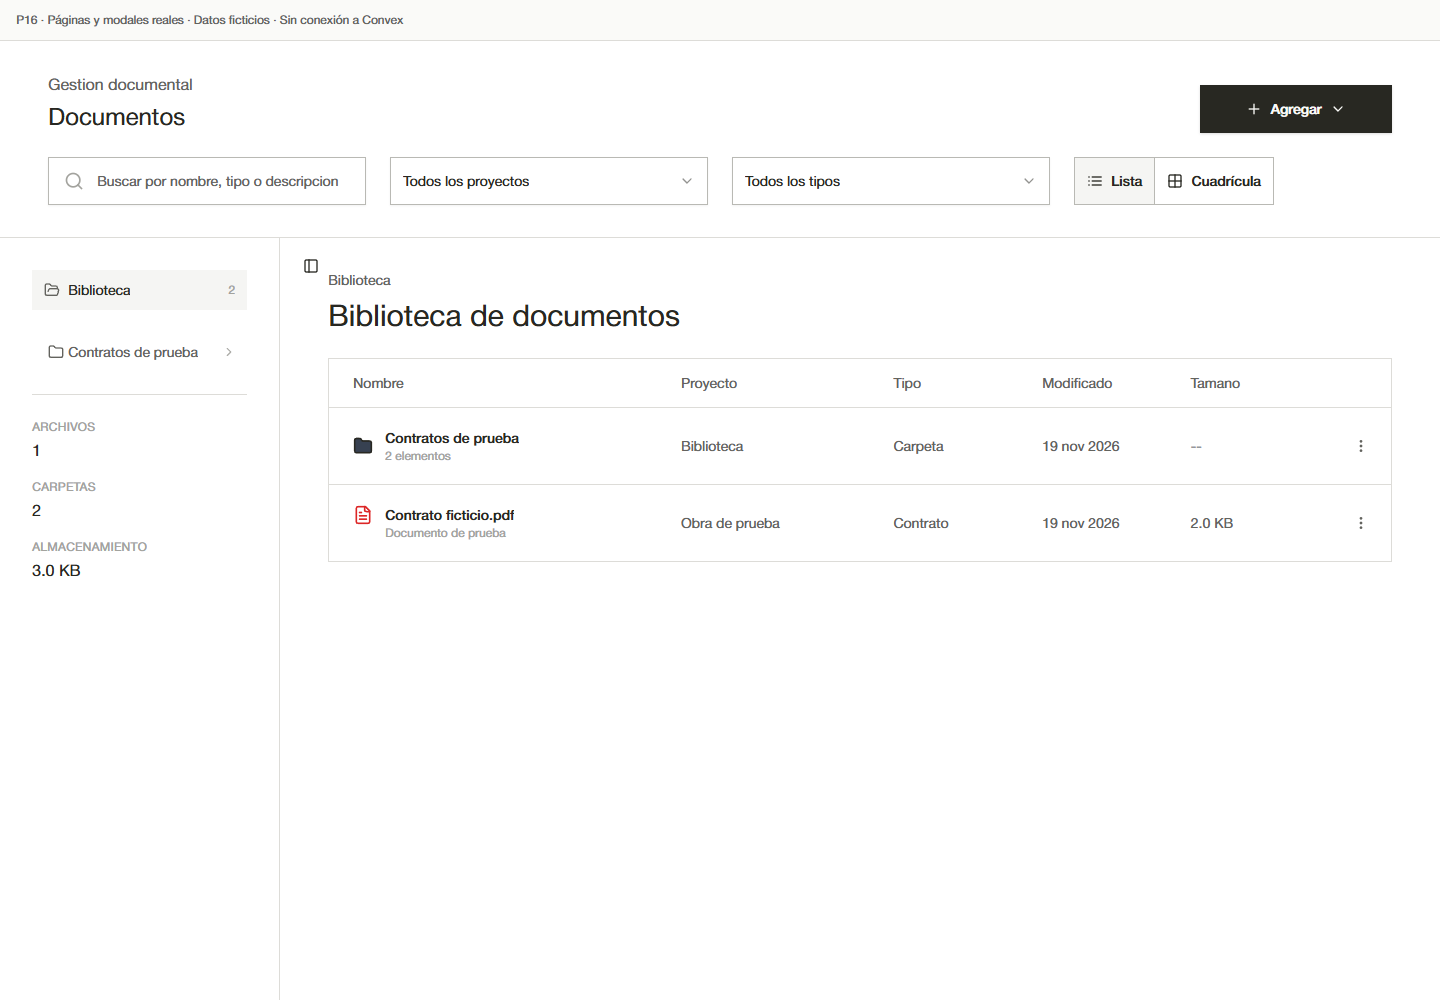 P16 · Páginas y modales reales · Datos ficticios · Sin conexión a Convex
Gestion documental
Documentos
Agregar
Buscar por nombre, tipo o descripcion
Todos los proyectos
Todos los tipos
Lista
Cuadrícula
Biblioteca 2
Contratos de prueba
ARCHIVOS
1
CARPETAS
2
ALMACENAMIENTO
3.0 KB
Biblioteca
Biblioteca de documentos
Nombre Proyecto Tipo Modificado Tamano
Contratos de prueba Biblioteca Carpeta 19 nov 2026 --
2 elementos
Contrato ficticio.pdf Obra de prueba Contrato 19 nov 2026 2.0 KB
Documento de prueba